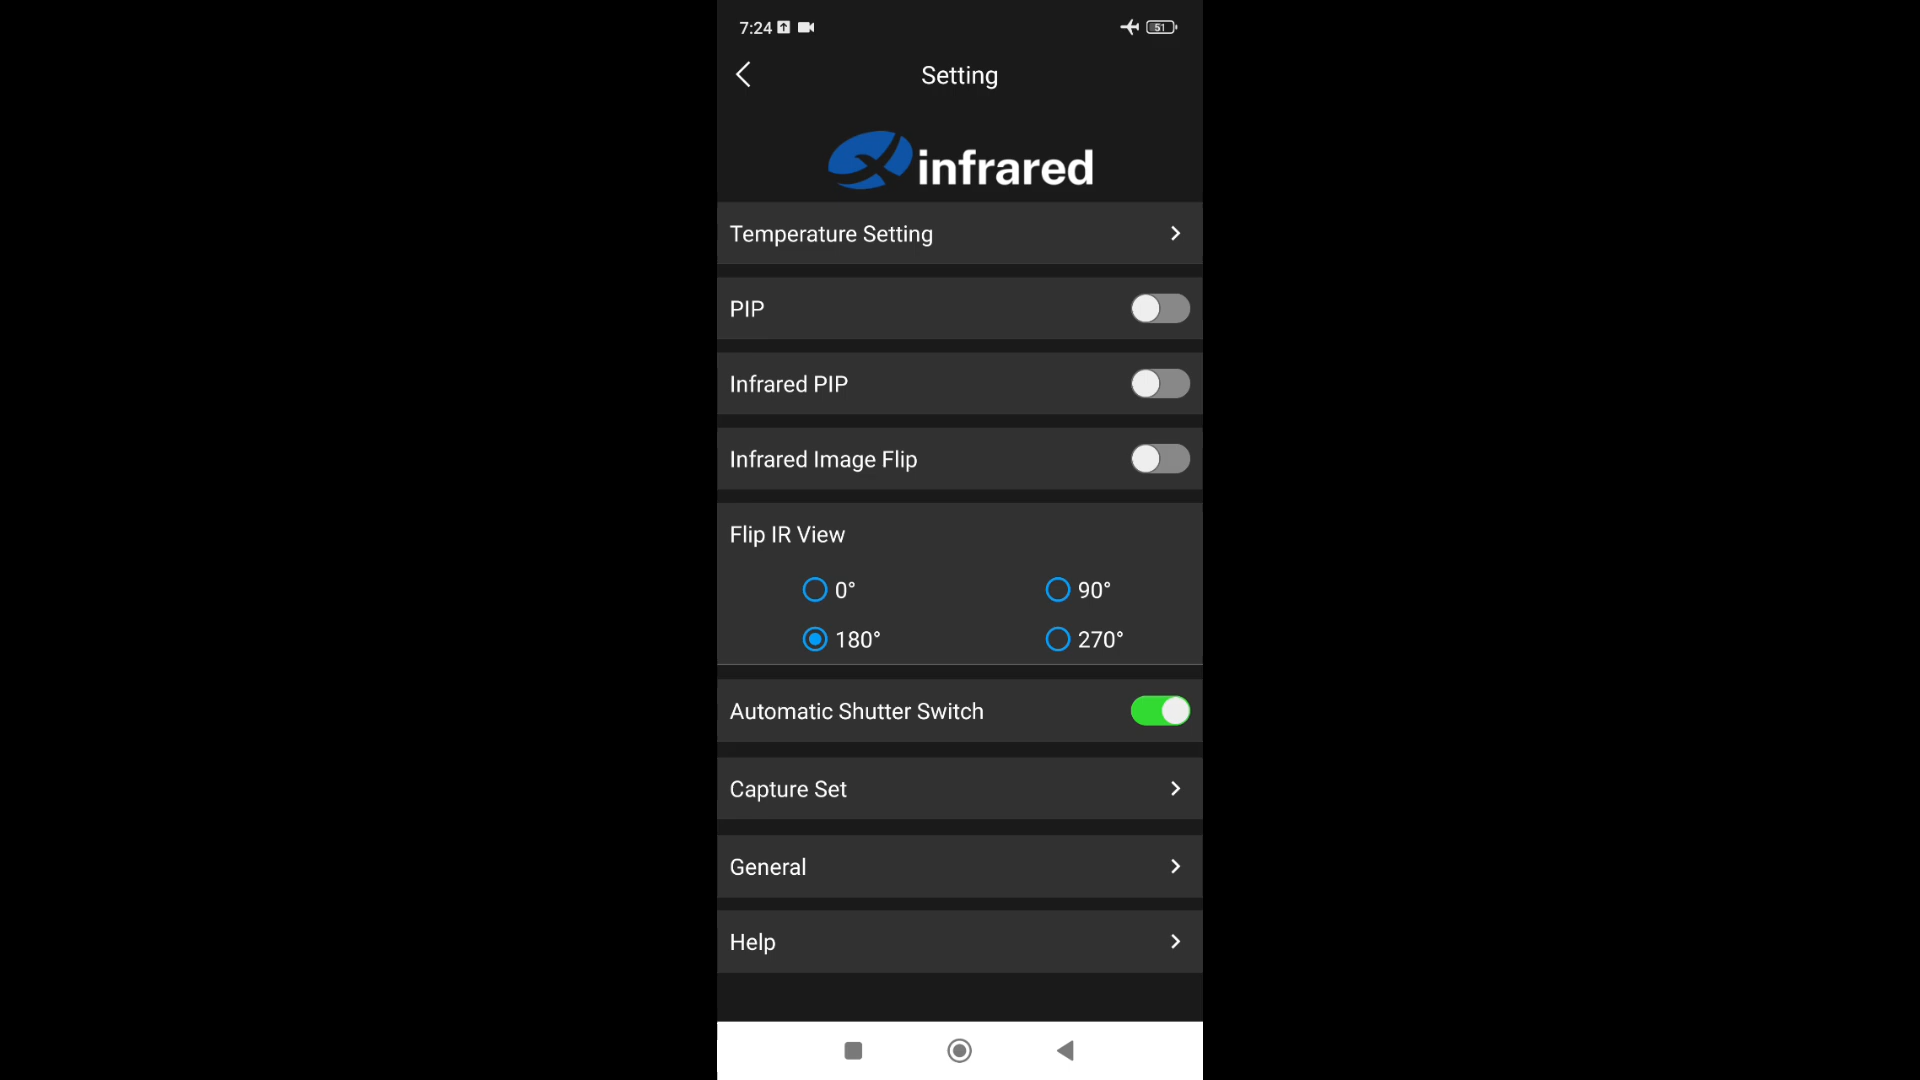 7:24
51
Setting
infrared
Temperature Setting
PIP
Infrared PIP
Infrared Image Flip
Flip IR View
0° 90°
180° 270°
Automatic Shutter Switch
Capture Set
General
Help